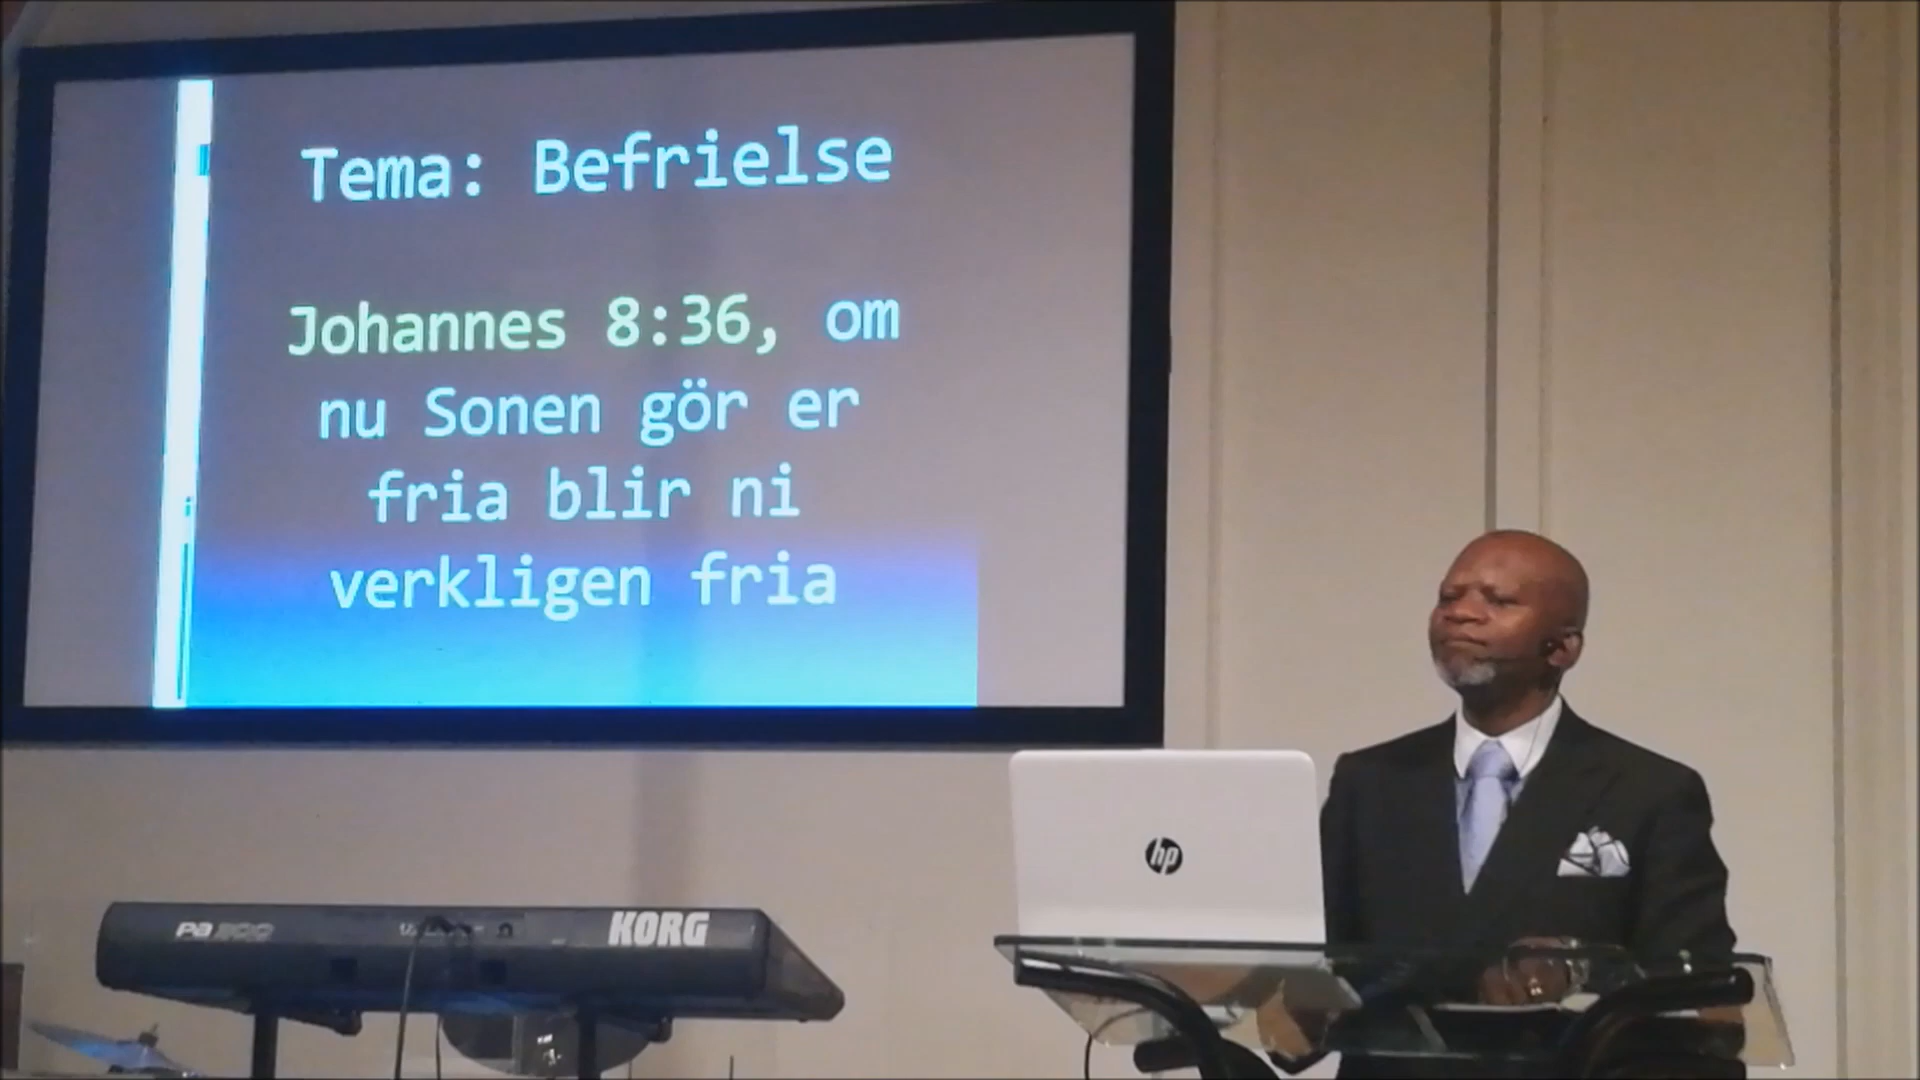 Tema: Befrielse
Johannes 8:36, om
nu Sonen gör er
fria blir ni
verkligen fria
hp
KORG